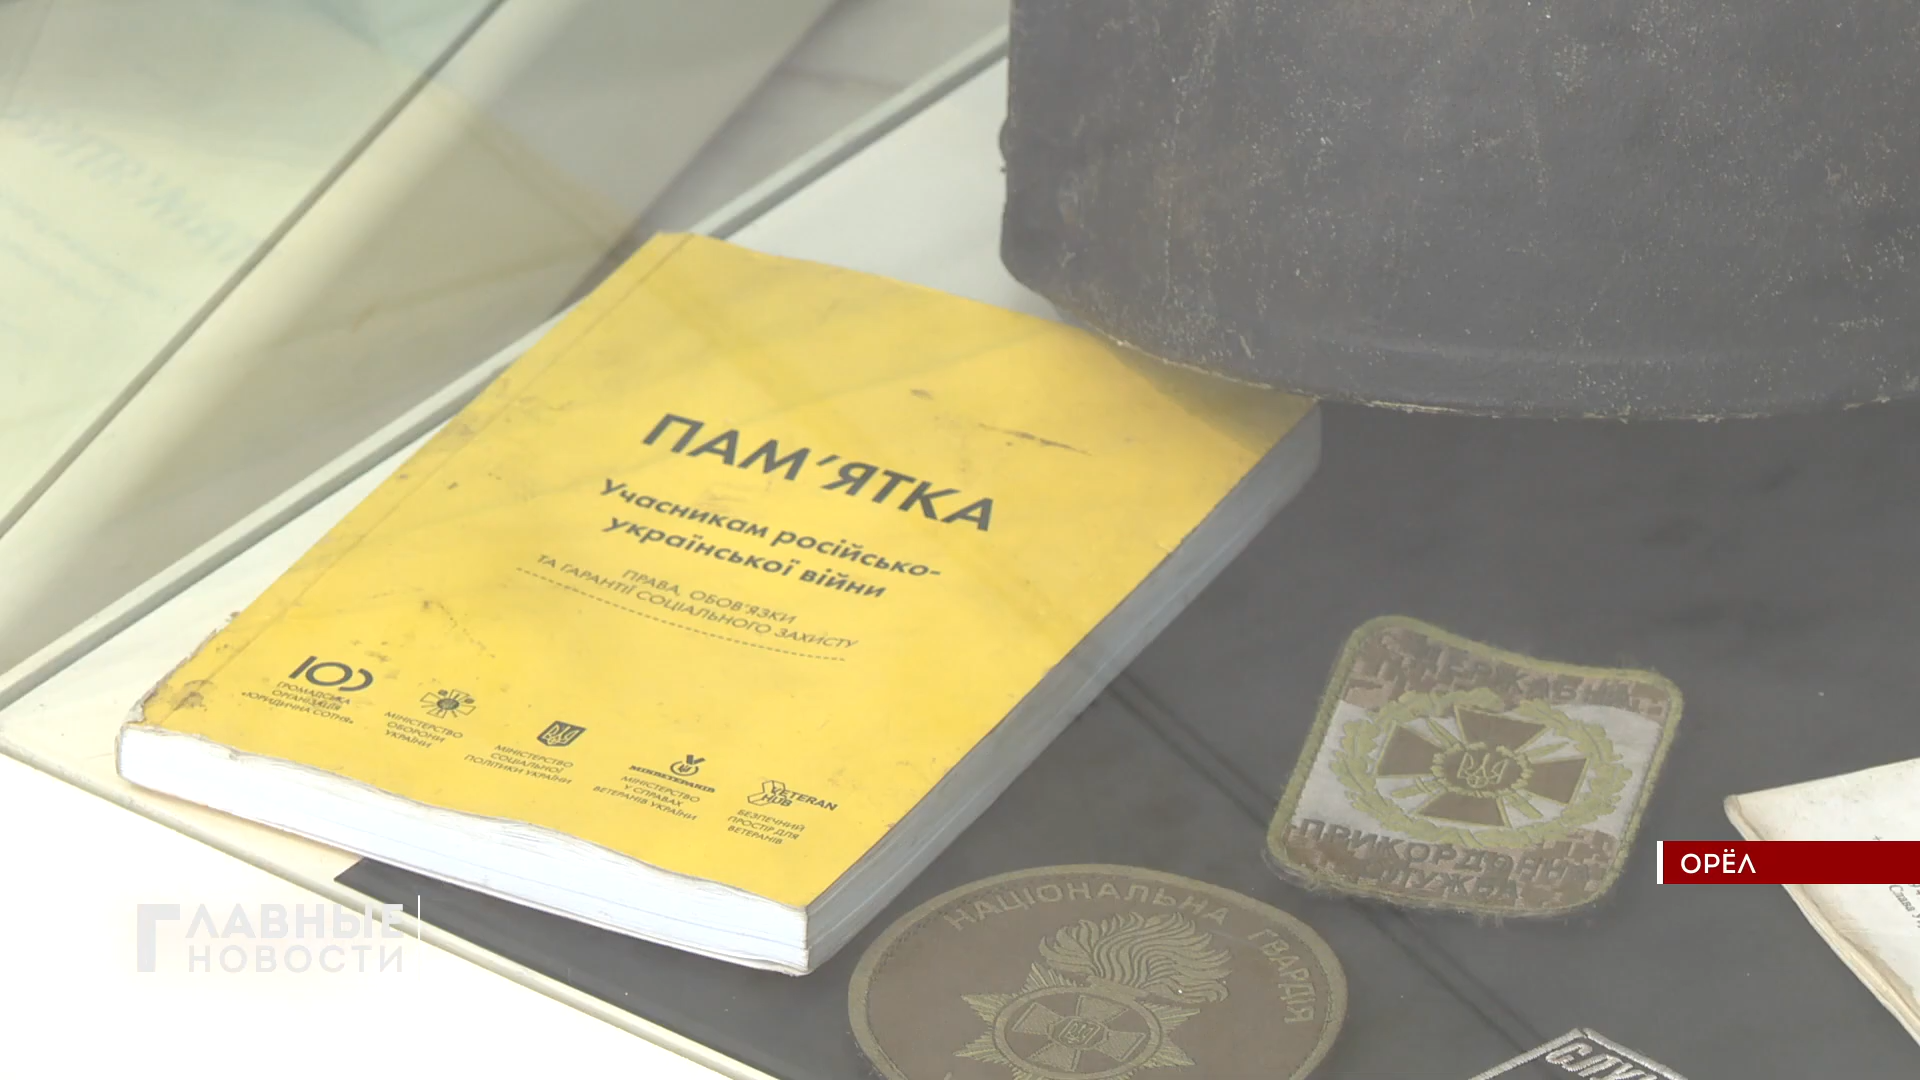 ПАМ'ЯТКА
Учасникам російсько-
української війни
ПРАВА, ОБОВ'ЯЗКИ
ТА ГАРАНТІЇ СОЦІАЛЬНОГО ЗАХИСТУ
ГРОМАДСЬКА
ОРГАНІЗАЦІЯ
«ЮРИДИЧНА СОТНЯ»
МІНІСТЕРСТВО
ОБОРОНИ
УКРАЇНИ
МІНІСТЕРСТВО
СОЦІАЛЬНОЇ
ПОЛІТИКИ УКРАЇНИ
МІНІСТЕРСТВО
У СПРАВАХ
ВЕТЕРАНІВ УКРАЇНИ
VETERAN
HUB
БЕЗПЕЧНИЙ
ПРОСТІР ДЛЯ
ВЕТЕРАНІВ
ДЕРЖАВНА
ПРИКОРДОННА
СЛУЖБА
НАЦІОНАЛЬНА ГВАРДІЯ
ОРЁЛ
ГЛАВНЫЕ
НОВОСТИ